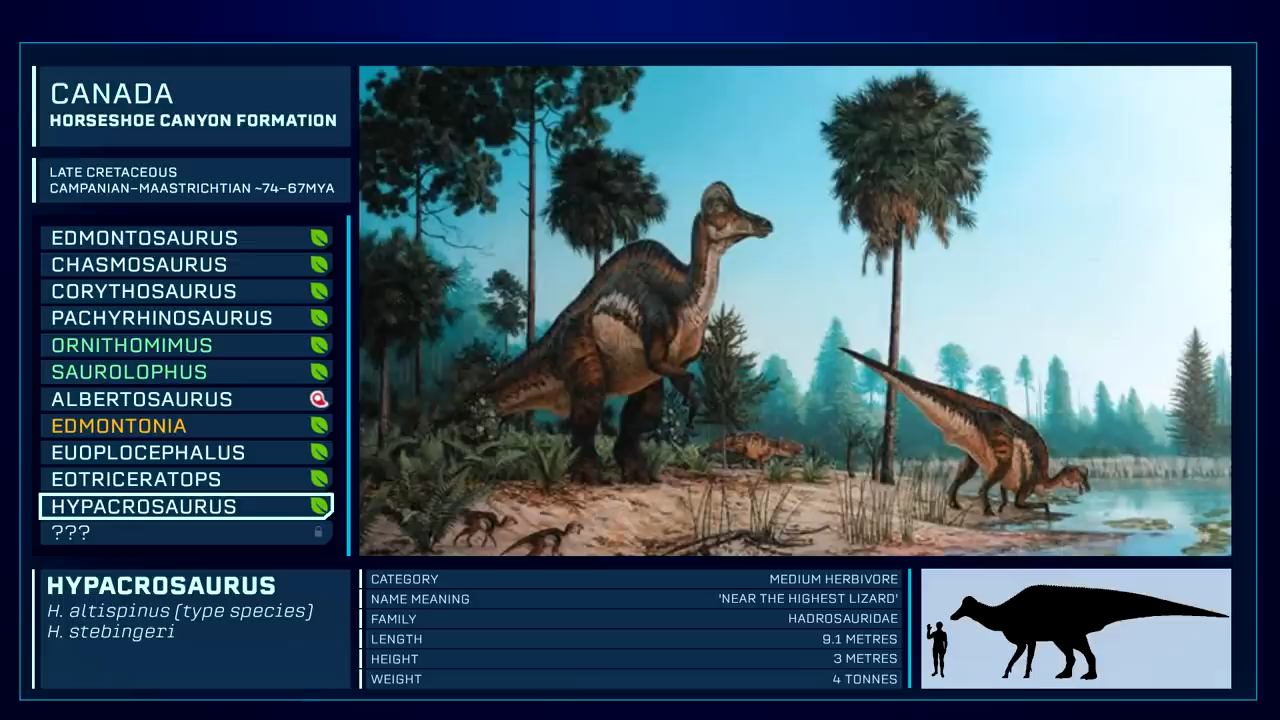 CANADA
HORSESHOE CANYON FORMATION
LATE CRETACEOUS
CAMPANIAN–MAASTRICHTIAN ~74–67MYA
EDMONTOSAURUS
CHASMOSAURUS
CORYTHOSAURUS
PACHYRHINOSAURUS
ORNITHOMIMUS
SAUROLOPHUS
ALBERTOSAURUS
EDMONTONIA
EUOPLOCEPHALUS
EOTRICERATOPS
HYPACROSAURUS
???
HYPACROSAURUS
H. altispinus (type species)
H. stebingeri
CATEGORY MEDIUM HERBIVORE
NAME MEANING 'NEAR THE HIGHEST LIZARD'
FAMILY HADROSAURIDAE
LENGTH 9.1 METRES
HEIGHT 3 METRES
WEIGHT 4 TONNES